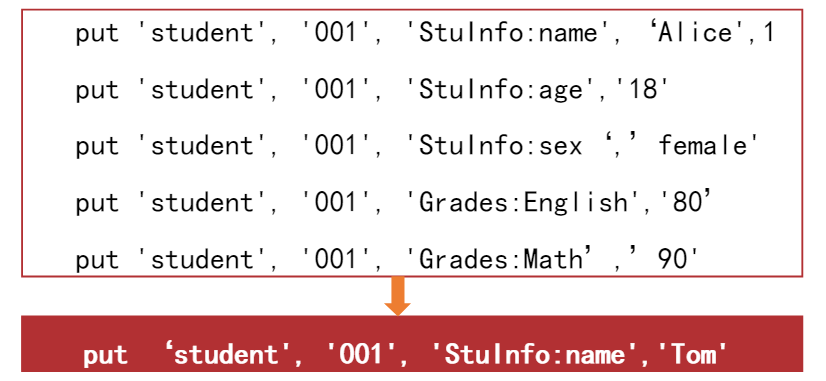 put 'student', '001', 'StuInfo:name', ‘Alice',1
put 'student', '001', 'StuInfo:age','18'
put 'student', '001', 'StuInfo:sex ‘,’ female'
put 'student', '001', 'Grades:English','80’
put 'student', '001', 'Grades:Math’ ,’ 90'
put ‘student', '001', 'StuInfo:name','Tom'